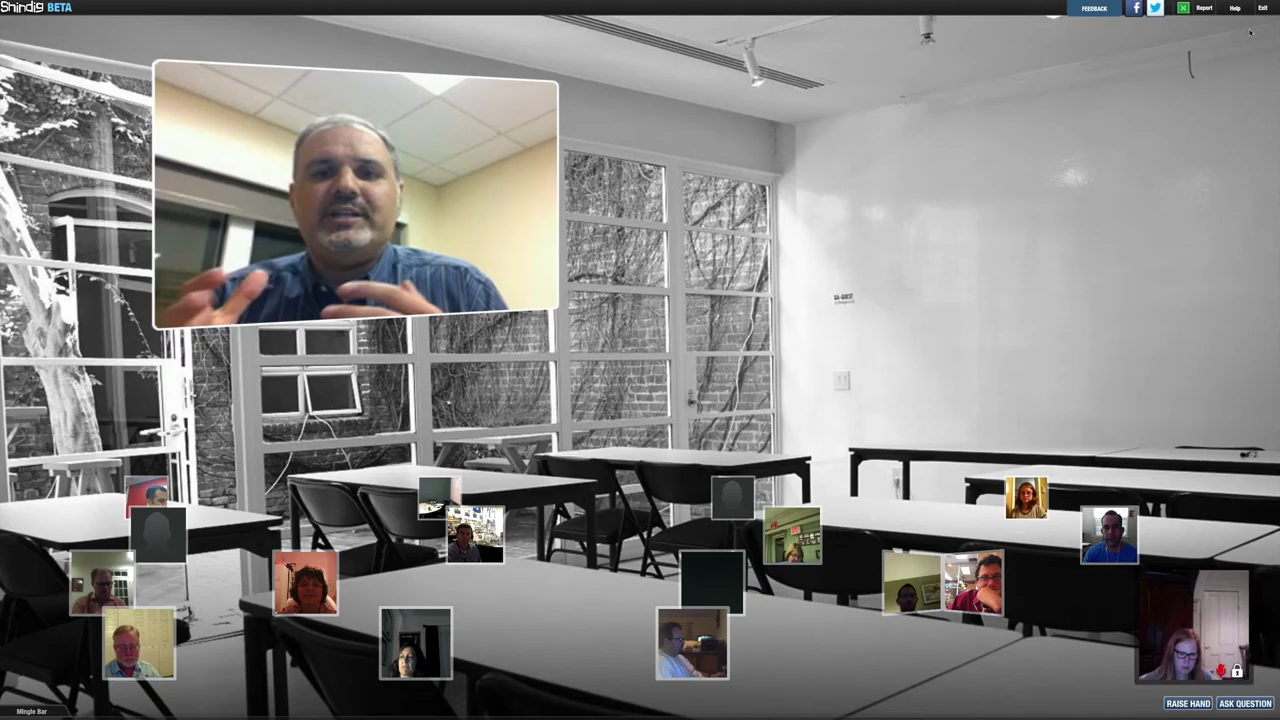 Shindig BETA
FEEDBACK
Report
Help
Exit
Mingle Bar
RAISE HAND
ASK QUESTION